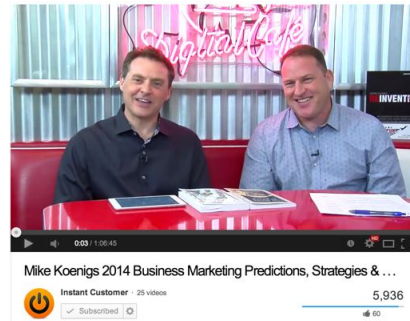 Digital Café
REINVENTI
0:03 / 1:06:45
Mike Koenigs 2014 Business Marketing Predictions, Strategies & ...
Instant Customer · 25 videos
5,936
Subscribed
60